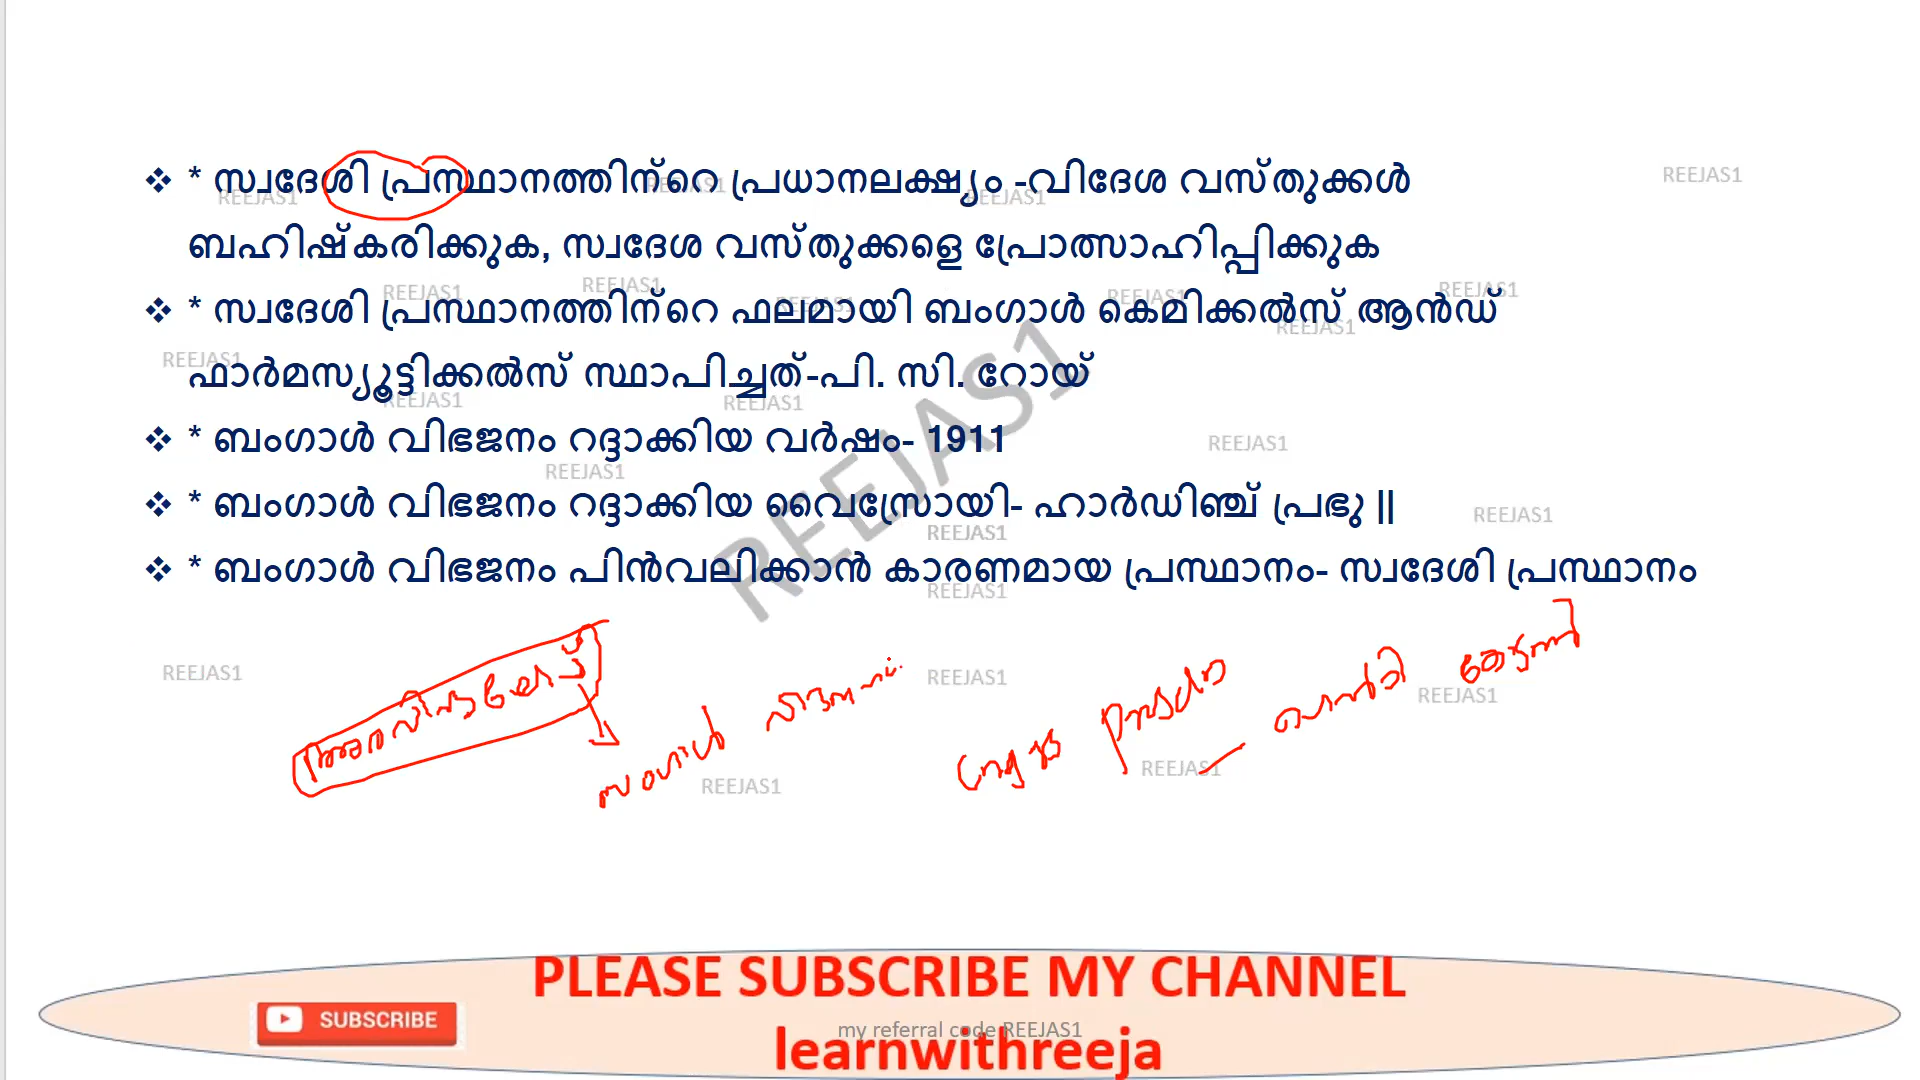 ❖ * സ്വദേശി പ്രസ്ഥാനത്തിന്റെ പ്രധാനലക്ഷ്യം -വിദേശ വസ്തുക്കൾ
ബഹിഷ്കരിക്കുക, സ്വദേശ വസ്തുക്കളെ പ്രോത്സാഹിപ്പിക്കുക
❖ * സ്വദേശി പ്രസ്ഥാനത്തിന്റെ ഫലമായി ബംഗാൾ കെമിക്കൽസ് ആൻഡ്
ഫാർമസ്യൂട്ടിക്കൽസ് സ്ഥാപിച്ചത്-പി. സി. റോയ്
❖ * ബംഗാൾ വിഭജനം റദ്ദാക്കിയ വർഷം- 1911
❖ * ബംഗാൾ വിഭജനം റദ്ദാക്കിയ വൈസ്രോയി- ഹാർഡിഞ്ച് പ്രഭു ||
❖ * ബംഗാൾ വിഭജനം പിൻവലിക്കാൻ കാരണമായ പ്രസ്ഥാനം- സ്വദേശി പ്രസ്ഥാനം
REEJAS1
PLEASE SUBSCRIBE MY CHANNEL
SUBSCRIBE
my referral code REEJAS1
learnwithreeja